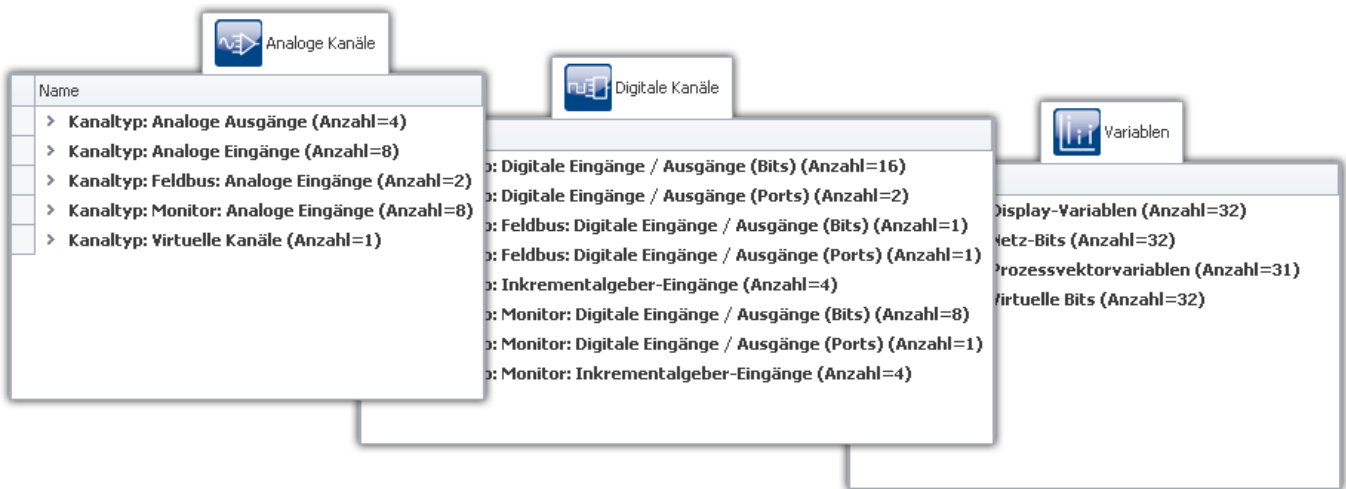 Analoge Kanäle
Name
Kanaltyp: Analoge Ausgänge (Anzahl=4)
Kanaltyp: Analoge Eingänge (Anzahl=8)
Kanaltyp: Feldbus: Analoge Eingänge (Anzahl=2)
Kanaltyp: Monitor: Analoge Eingänge (Anzahl=8)
Kanaltyp: Virtuelle Kanäle (Anzahl=1)
Digitale Kanäle
p: Digitale Eingänge / Ausgänge (Bits) (Anzahl=16)
p: Digitale Eingänge / Ausgänge (Ports) (Anzahl=2)
p: Feldbus: Digitale Eingänge / Ausgänge (Bits) (Anzahl=1)
p: Feldbus: Digitale Eingänge / Ausgänge (Ports) (Anzahl=1)
p: Inkrementalgeber-Eingänge (Anzahl=4)
p: Monitor: Digitale Eingänge / Ausgänge (Bits) (Anzahl=8)
p: Monitor: Digitale Eingänge / Ausgänge (Ports) (Anzahl=1)
p: Monitor: Inkrementalgeber-Eingänge (Anzahl=4)
Variablen
Display-Variablen (Anzahl=32)
Netz-Bits (Anzahl=32)
Prozessvektorvariablen (Anzahl=31)
Virtuelle Bits (Anzahl=32)